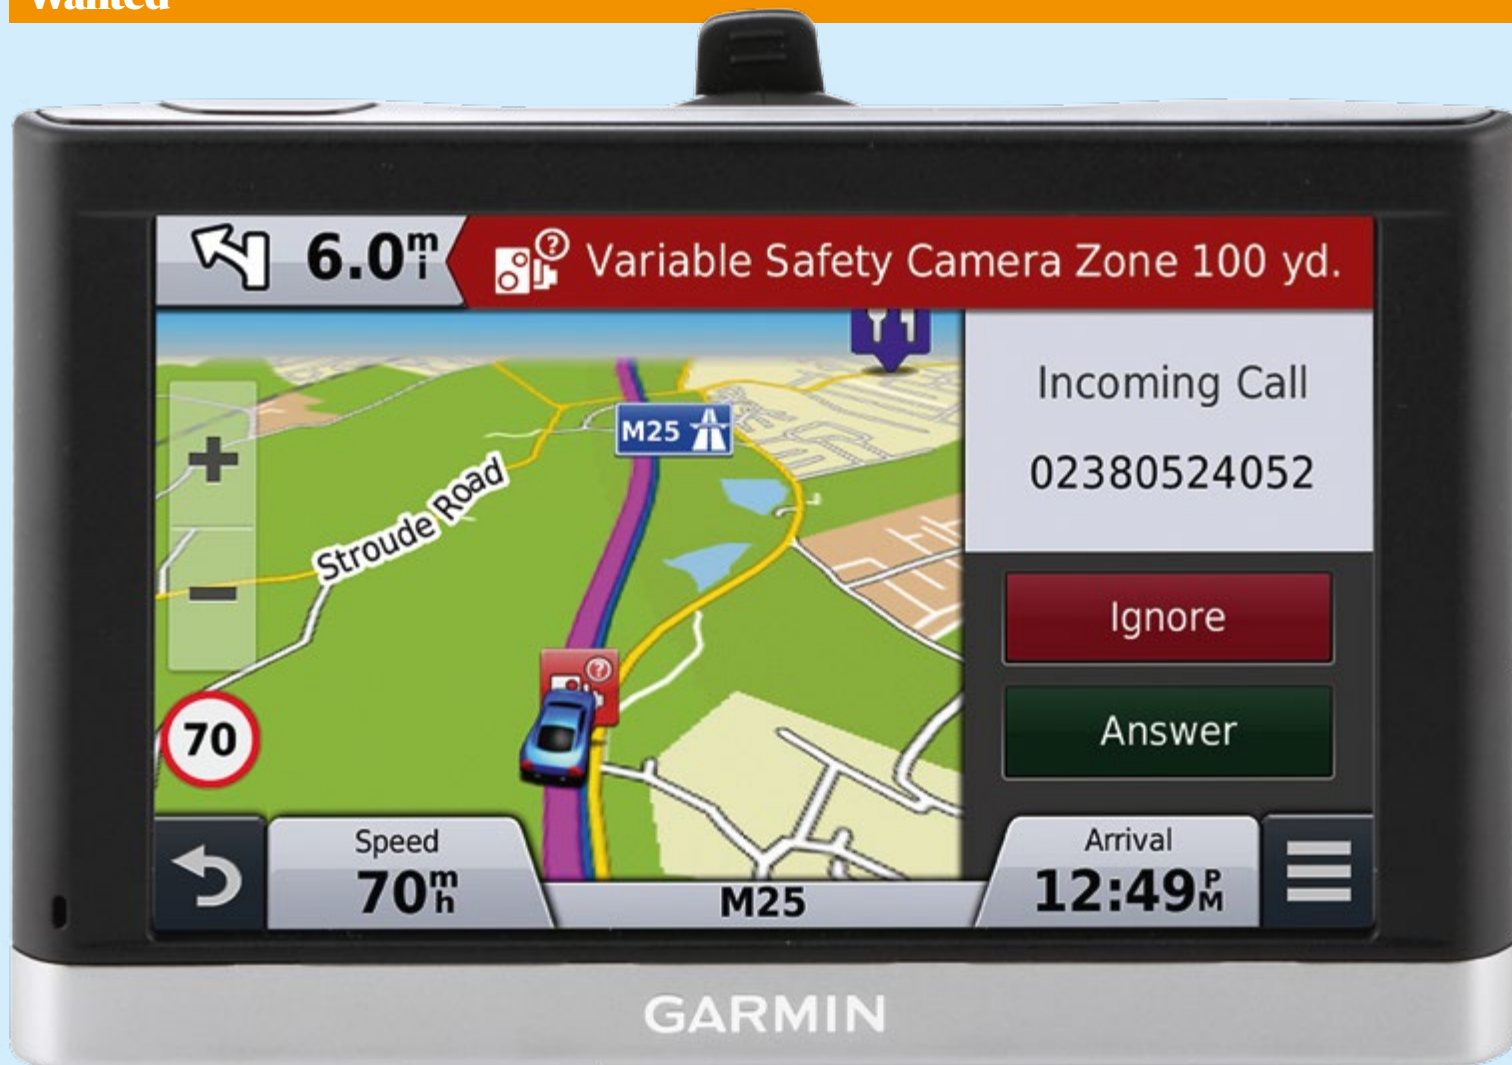 Wanted
6.0 mi
Variable Safety Camera Zone 100 yd.
Incoming Call
02380524052
M25
Stroude Road
Ignore
Answer
70
Speed
70 mh
M25
Arrival
12:49 PM
GARMIN